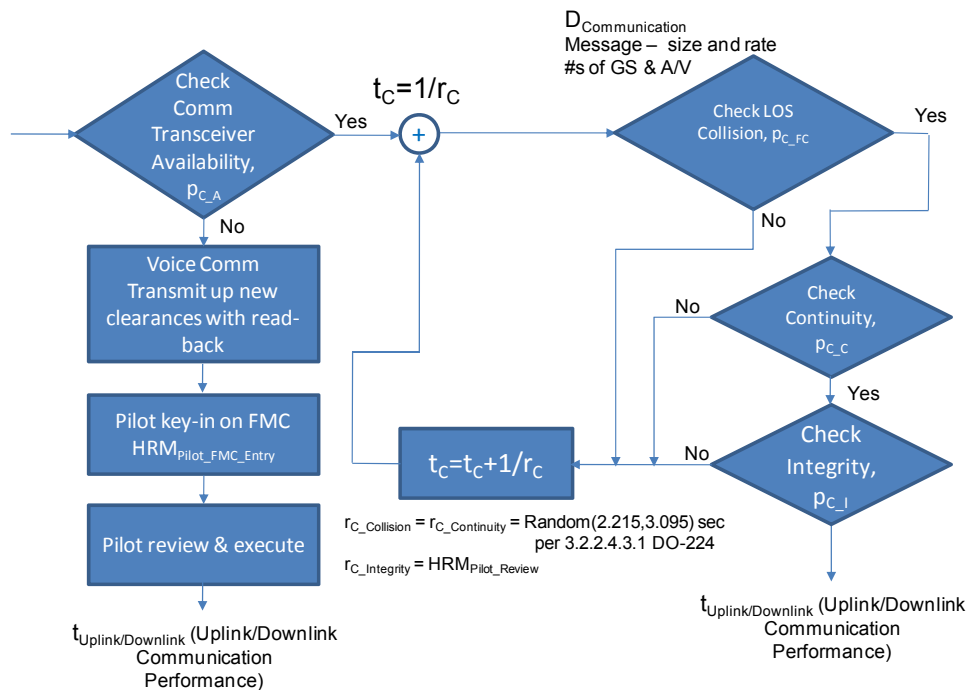 Check
Comm
Transceiver
Availability,
pC_A
Yes
No
tC=1/rC
+
DCommunication
Message – size and rate
#s of GS & A/V
Check LOS
Collision, pC_FC
Yes
No
Check
Continuity,
pC_C
No
Yes
Check
Integrity,
pC_I
No
tC=tC+1/rC
rC_Collision = rC_Continuity = Random(2.215,3.095) sec
per 3.2.2.4.3.1 DO-224
rC_Integrity = HRMPilot_Review
Voice Comm
Transmit up new
clearances with read-
back
Pilot key-in on FMC
HRMPilot_FMC_Entry
Pilot review & execute
tUplink/Downlink (Uplink/Downlink
Communication
Performance)
tUplink/Downlink (Uplink/Downlink
Communication
Performance)